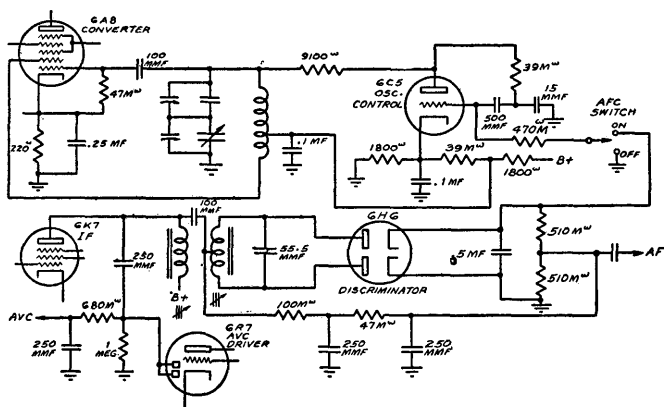 6A8
CONVERTER
100
MMF
47Mω
220ω
.25 MF
9100ω
.1 MF
6C5
OSC.
CONTROL
39Mω
500
MMF
15
MMF
470Mω
AFC
SWITCH
ON
OFF
1800ω
39Mω
1800ω
B+
.1 MF
6K7
IF
250
MMF
100
MMF
B+
55.5
MMF
6H6
DISCRIMINATOR
.5MF
510Mω
510Mω
AF
AVC
680Mω
250
MMF
1
MEG.
6R7
AVC
DRIVER
100Mω
47Mω
250
MMF
250
MMF